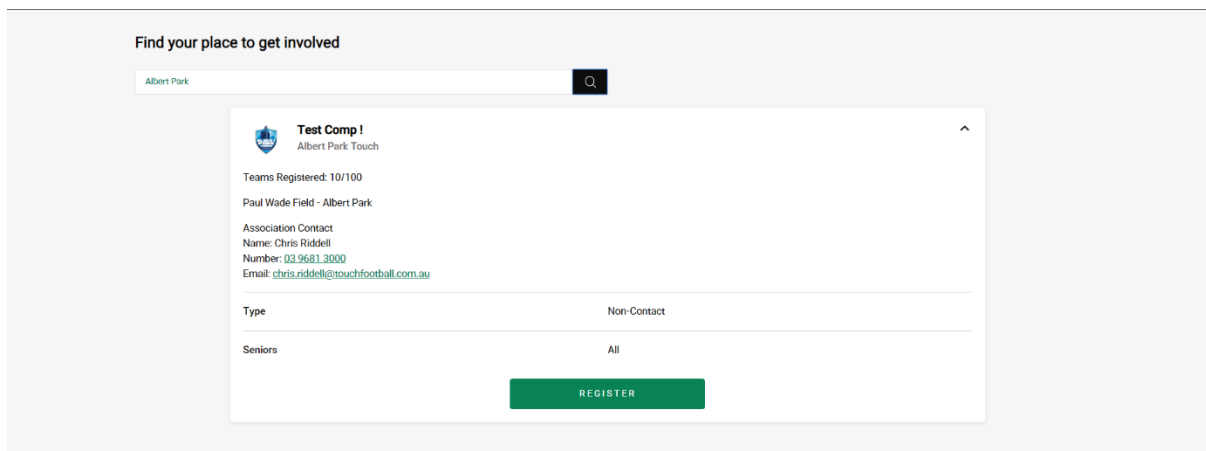 Find your place to get involved
Albert Park
Test Comp !
Albert Park Touch
Teams Registered: 10/100
Paul Wade Field - Albert Park
Association Contact
Name: Chris Riddell
Number: 03 9681 3000
Email: chris.riddell@touchfootball.com.au
Type Non-Contact
Seniors All
REGISTER